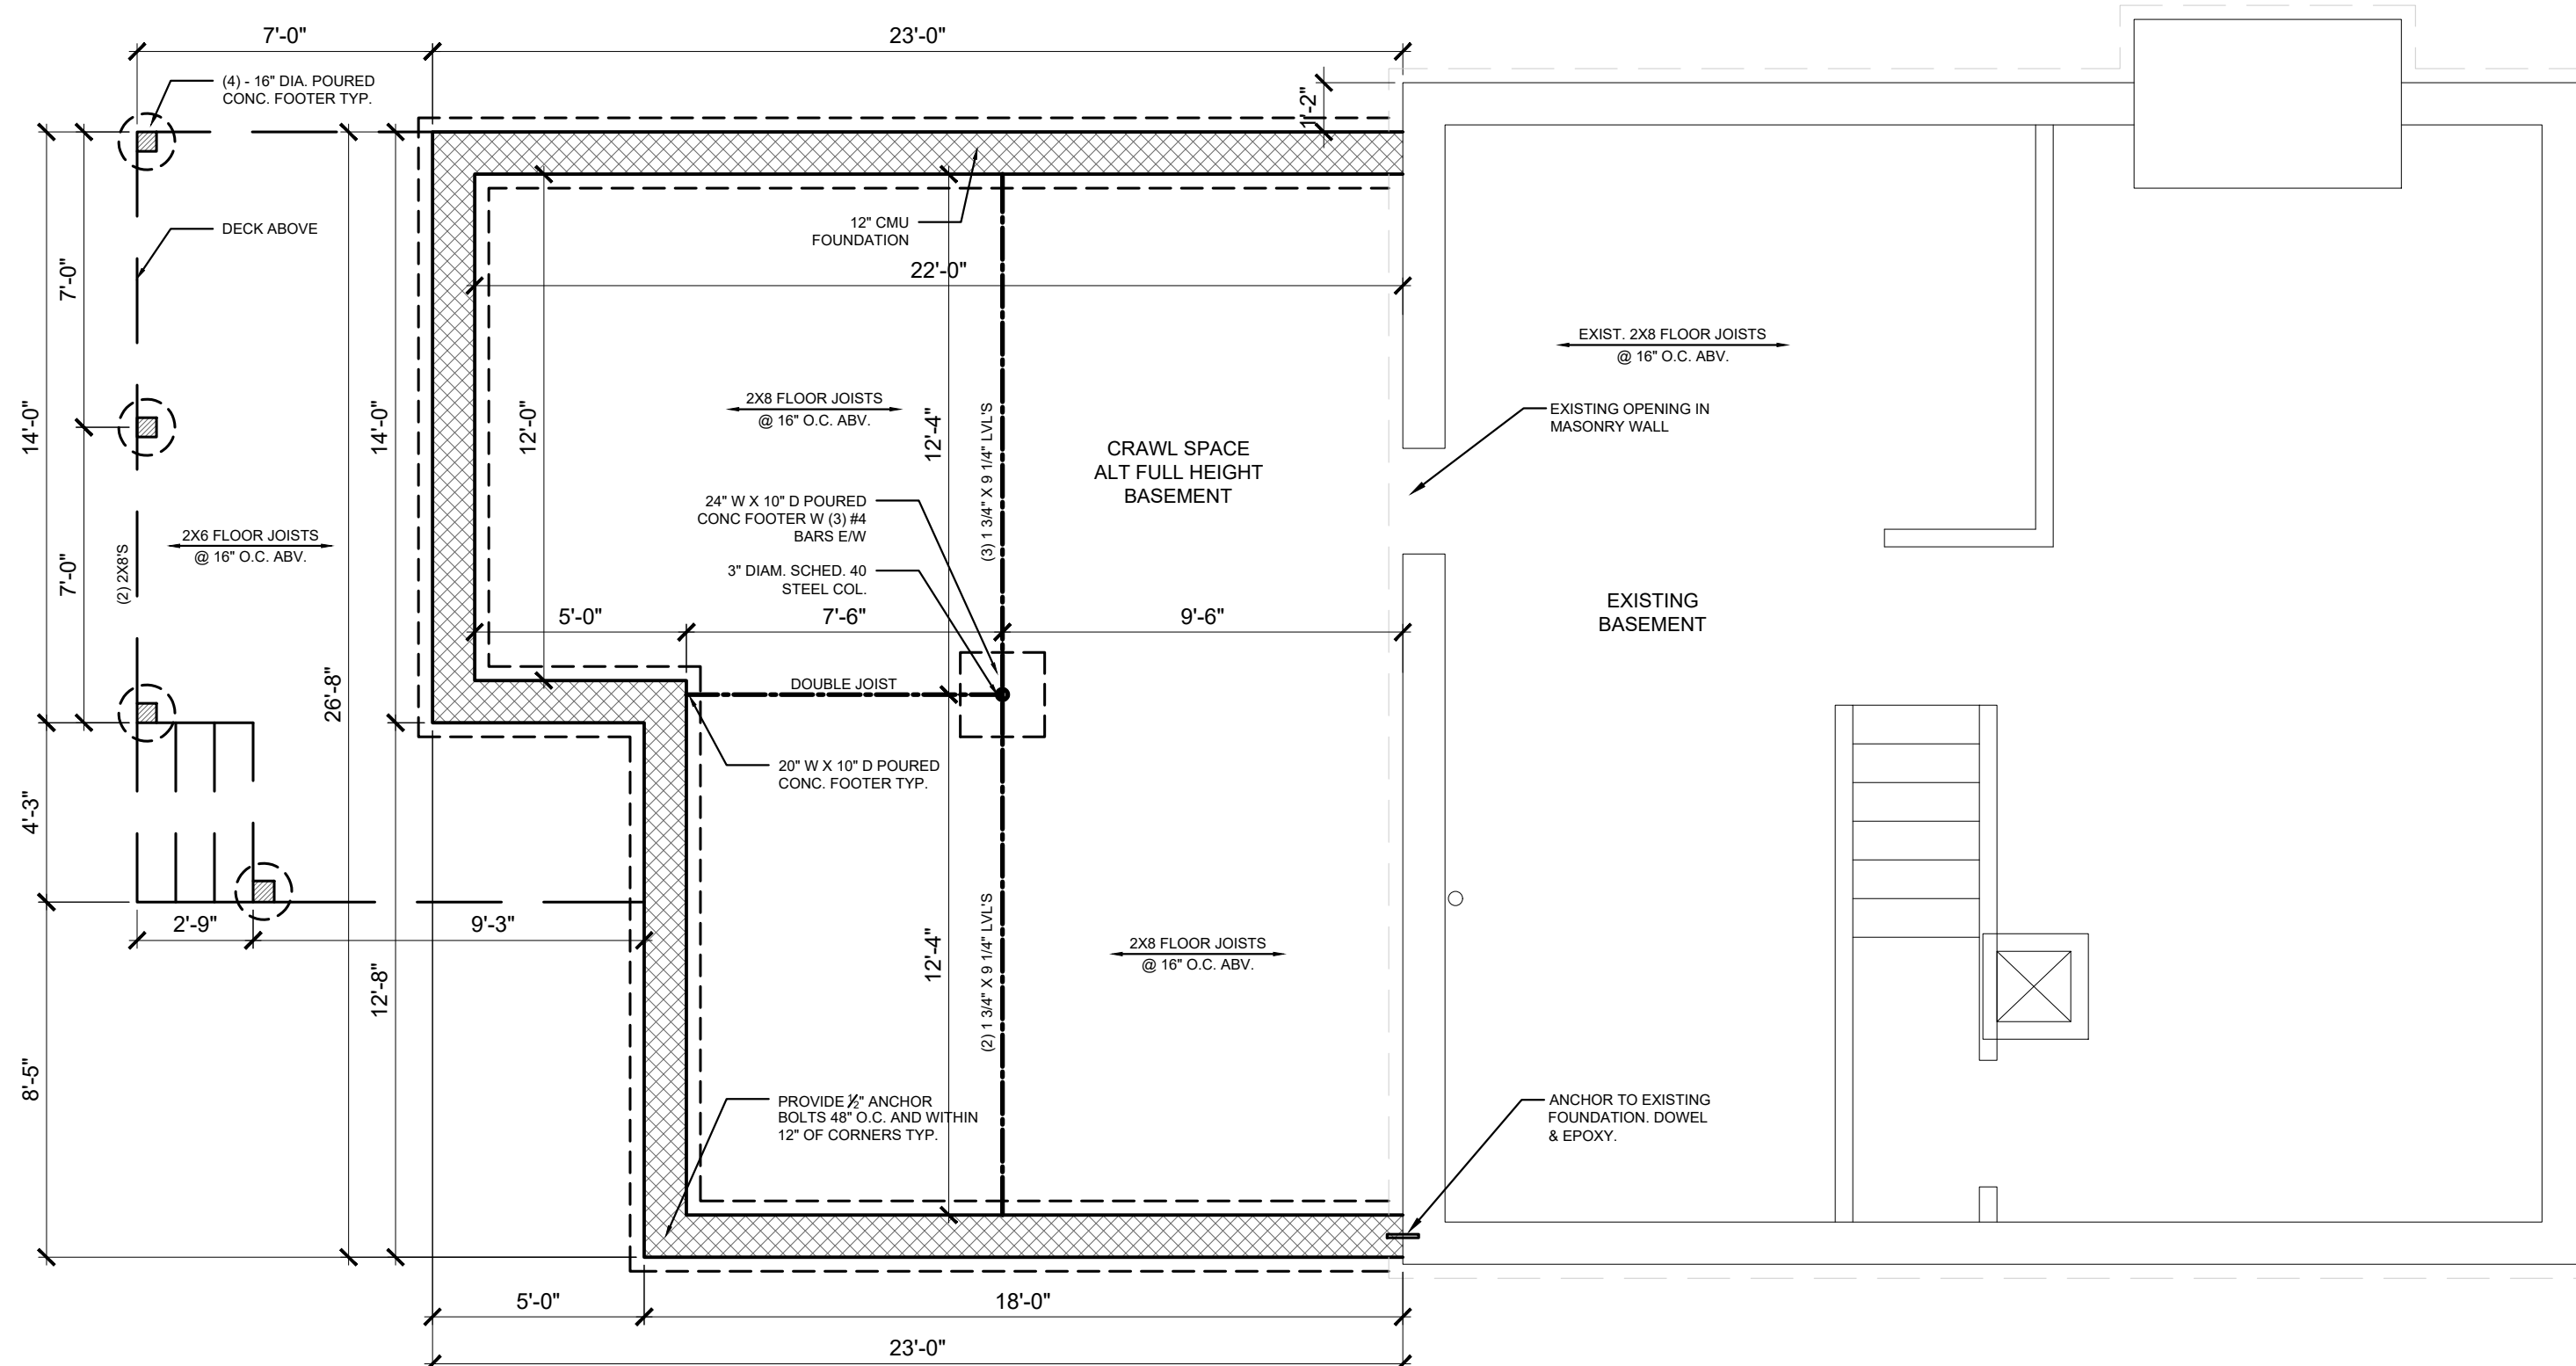 7'-0"
23'-0"
(4) - 16" DIA. POURED
CONC. FOOTER TYP.
1'-2"
DECK ABOVE
12" CMU
FOUNDATION
7'-0"
22'-0"
EXIST. 2X8 FLOOR JOISTS
@ 16" O.C. ABV.
2X8 FLOOR JOISTS
@ 16" O.C. ABV.
EXISTING OPENING IN
MASONRY WALL
14'-0"
14'-0"
12'-0"
12'-4"
(3) 1 3/4" X 9 1/4" LVL'S
CRAWL SPACE
ALT FULL HEIGHT
BASEMENT
24" W X 10" D POURED
CONC FOOTER W (3) #4
BARS E/W
2X6 FLOOR JOISTS
@ 16" O.C. ABV.
7'-0"
(2) 2X8'S
3" DIAM. SCHED. 40
STEEL COL.
5'-0"
7'-6"
9'-6"
EXISTING
BASEMENT
26'-8"
DOUBLE JOIST
20" W X 10" D POURED
CONC. FOOTER TYP.
4'-3"
2'-9"
9'-3"
12'-8"
12'-4"
(2) 1 3/4" X 9 1/4" LVL'S
2X8 FLOOR JOISTS
@ 16" O.C. ABV.
8'-5"
PROVIDE ½" ANCHOR
BOLTS 48" O.C. AND WITHIN
12" OF CORNERS TYP.
ANCHOR TO EXISTING
FOUNDATION. DOWEL
& EPOXY.
5'-0"
18'-0"
23'-0"